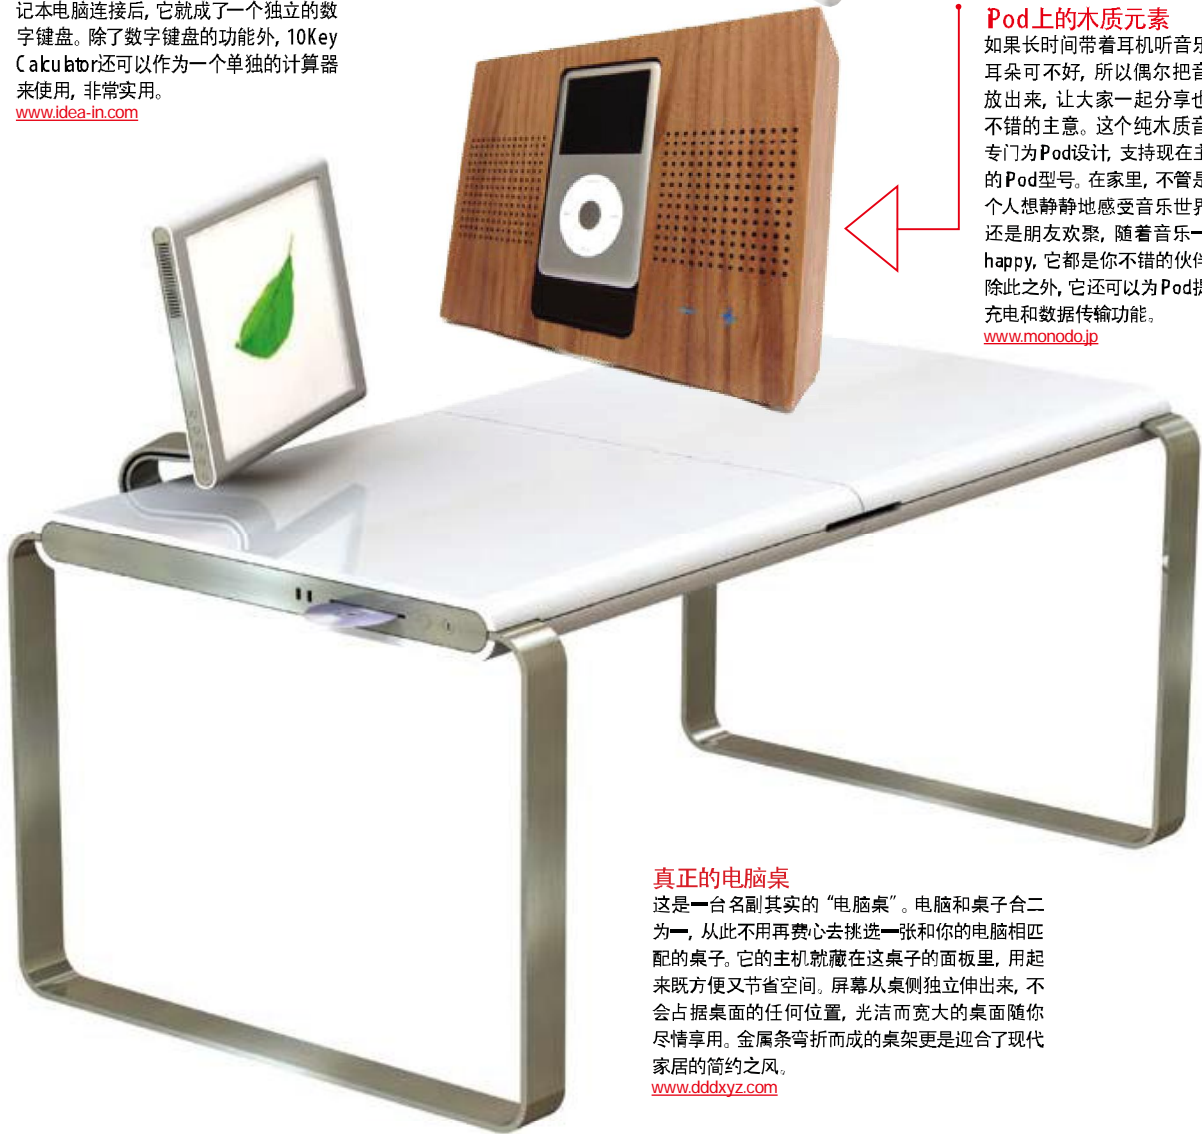 记本电脑连接后, 它就成了一个独立的数
字键盘。除了数字键盘的功能外, 10Key
Calculator还可以作为一个单独的计算器
来使用, 非常实用。
www.idea-in.com
iPod上的木质元素
如果长时间带着耳机听音乐
耳朵可不好, 所以偶尔把音
放出来, 让大家一起分享也
不错的主意。这个纯木质音
专门为iPod设计, 支持现在主
的iPod型号。在家里, 不管是
个人想静静地感受音乐世界
还是朋友欢聚, 随着音乐一
happy, 它都是你不错的伙伴
除此之外, 它还可以为iPod提
充电和数据传输功能。
www.monodo.jp
真正的电脑桌
这是一台名副其实的“电脑桌”。电脑和桌子合二
为一, 从此不用再费心去挑选一张和你的电脑相匹
配的桌子。它的主机就藏在这桌子的面板里, 用起
来既方便又节省空间。屏幕从桌侧独立伸出来, 不
会占据桌面的任何位置, 光洁而宽大的桌面随你
尽情享用。金属条弯折而成的桌架更是迎合了现代
家居的简约之风。
www.dddxyz.com